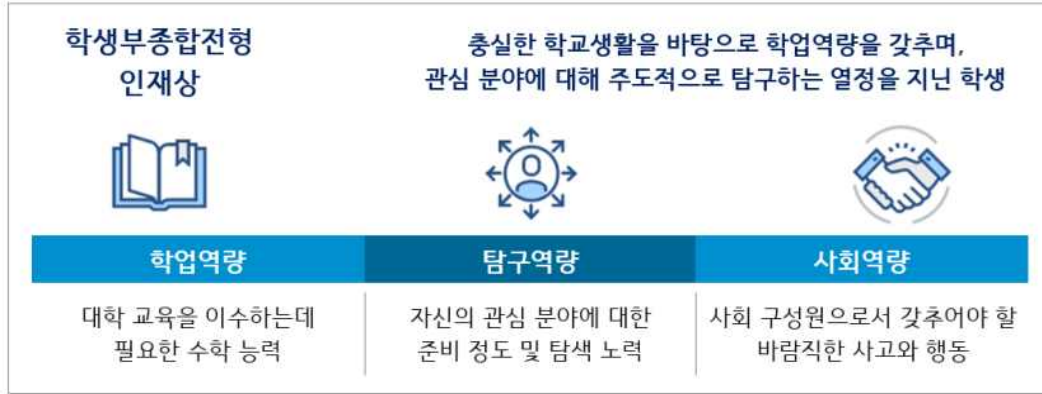 학생부종합전형
인재상
충실한 학교생활을 바탕으로 학업역량을 갖추며,
관심 분야에 대해 주도적으로 탐구하는 열정을 지닌 학생
학업역량
탐구역량
사회역량
대학 교육을 이수하는데
필요한 수학 능력
자신의 관심 분야에 대한
준비 정도 및 탐색 노력
사회 구성원으로서 갖추어야 할
바람직한 사고와 행동